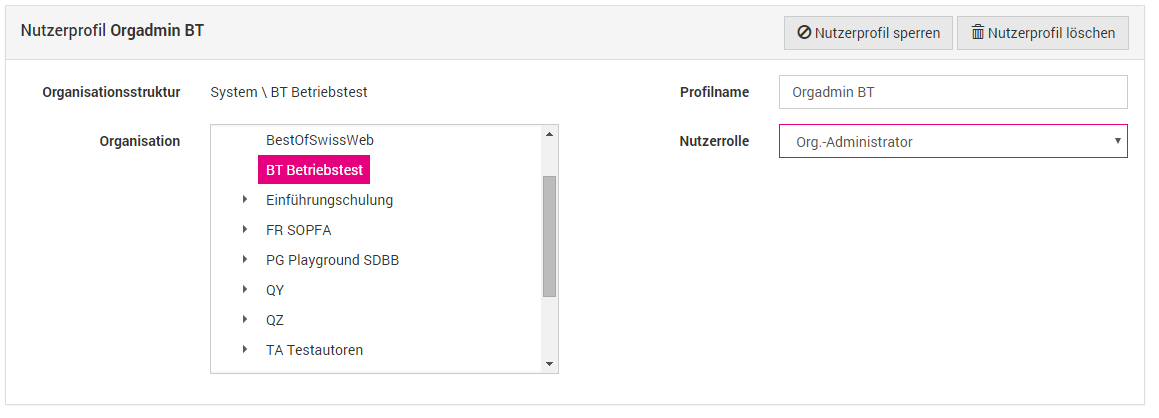 Nutzerprofil Orgadmin BT
Nutzerprofil sperren
Nutzerprofil löschen
Organisationsstruktur
System \ BT Betriebstest
Profilname
Orgadmin BT
Organisation
BestOfSwissWeb
BT Betriebstest
Einführungschulung
FR SOPFA
PG Playground SDBB
QY
QZ
TA Testautoren
Nutzerrolle
Org.-Administrator